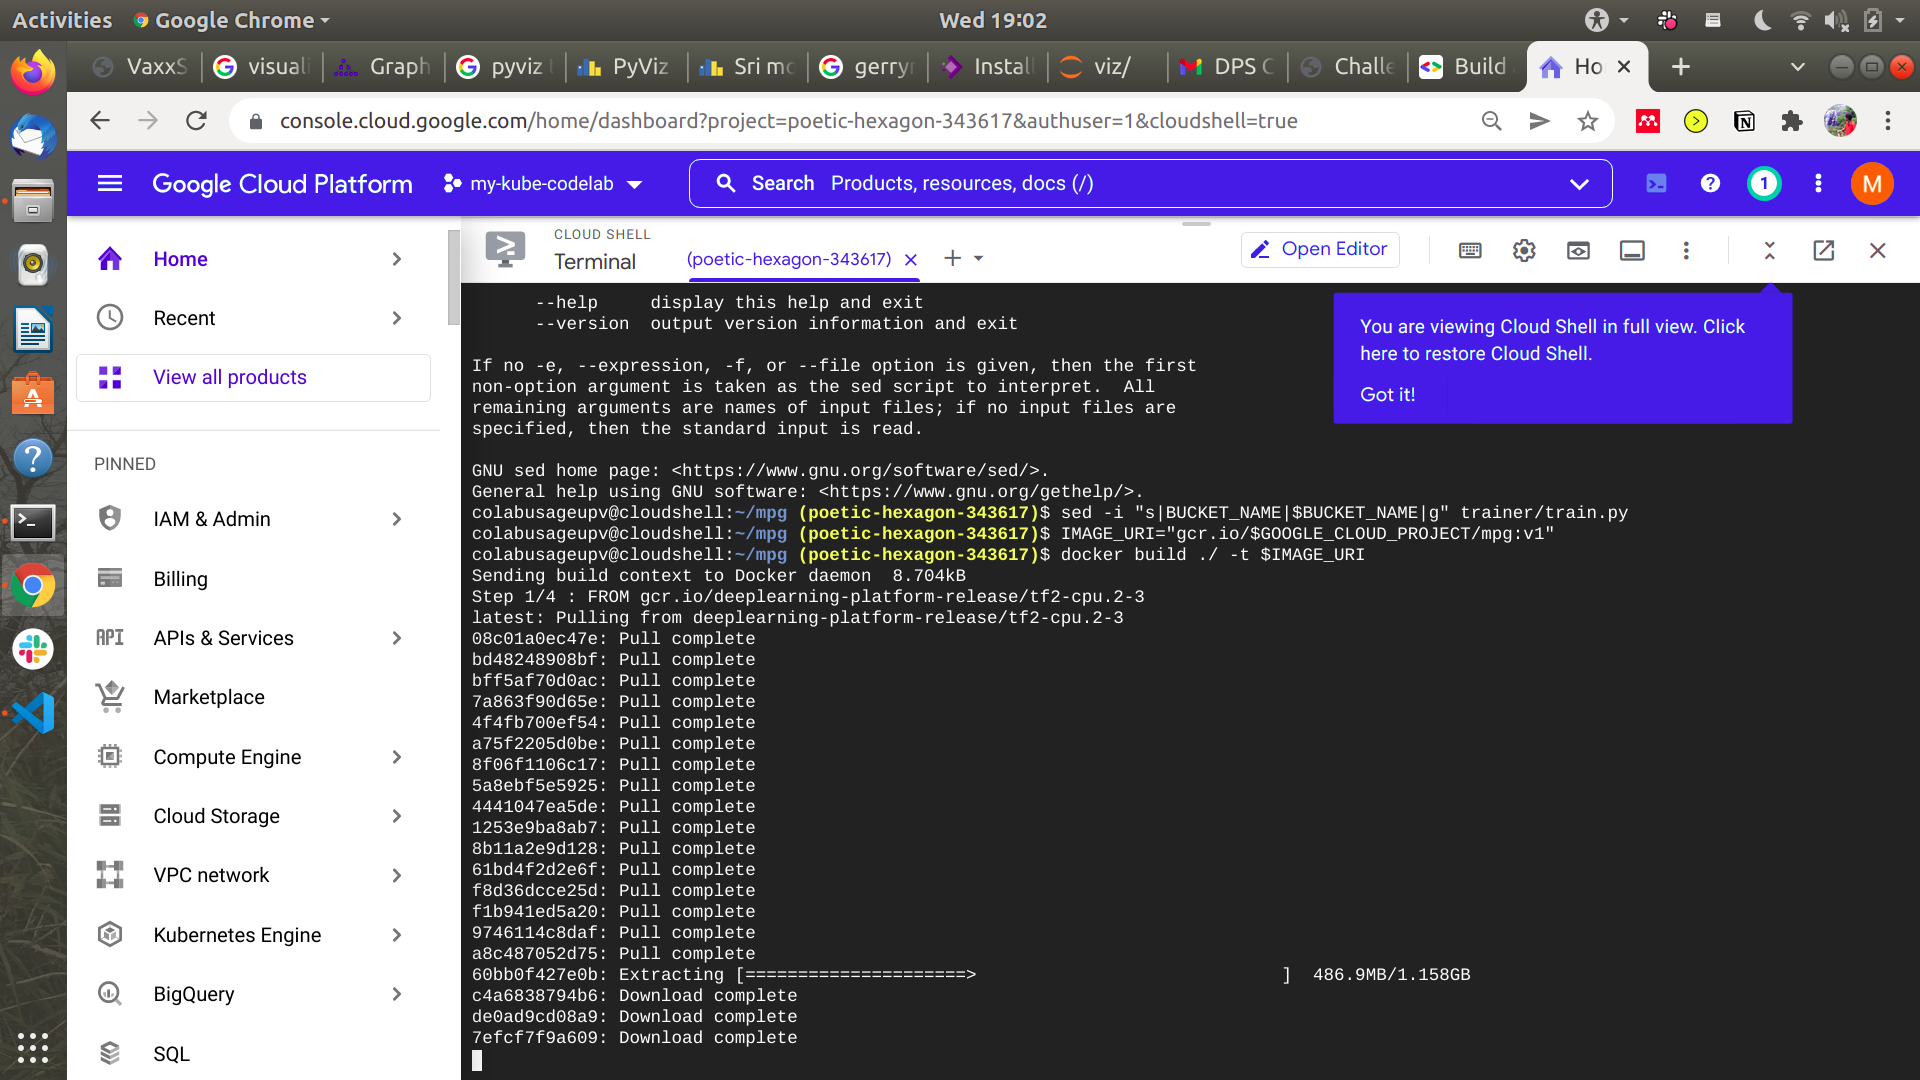 Activities
Google Chrome
Wed 19:02
VaxxS
visuali
Graph
pyviz t
PyViz
Sri mo
gerryn
Install
viz/
DPS C
Challe
Build
Ho
console.cloud.google.com/home/dashboard?project=poetic-hexagon-343617&authuser=1&cloudshell=true
Google Cloud Platform
my-kube-codelab
Search Products, resources, docs (/)
1
M
Home
Recent
View all products
PINNED
IAM & Admin
Billing
API APIs & Services
Marketplace
Compute Engine
Cloud Storage
VPC network
Kubernetes Engine
BigQuery
SQL
CLOUD SHELL
Terminal
(poetic-hexagon-343617)
Open Editor
You are viewing Cloud Shell in full view. Click
here to restore Cloud Shell.
Got it!
--help     display this help and exit
--version  output version information and exit
If no -e, --expression, -f, or --file option is given, then the first
non-option argument is taken as the sed script to interpret.  All
remaining arguments are names of input files; if no input files are
specified, then the standard input is read.
GNU sed home page: <https://www.gnu.org/software/sed/>.
General help using GNU software: <https://www.gnu.org/gethelp/>.
colabusageupv@cloudshell:~/mpg (poetic-hexagon-343617)$ sed -i "s|BUCKET_NAME|$BUCKET_NAME|g" trainer/train.py
colabusageupv@cloudshell:~/mpg (poetic-hexagon-343617)$ IMAGE_URI="gcr.io/$GOOGLE_CLOUD_PROJECT/mpg:v1"
colabusageupv@cloudshell:~/mpg (poetic-hexagon-343617)$ docker build ./ -t $IMAGE_URI
Sending build context to Docker daemon  8.704kB
Step 1/4 : FROM gcr.io/deeplearning-platform-release/tf2-cpu.2-3
latest: Pulling from deeplearning-platform-release/tf2-cpu.2-3
08c01a0ec47e: Pull complete
bd48248908bf: Pull complete
bff5af70d0ac: Pull complete
7a863f90d65e: Pull complete
4f4fb700ef54: Pull complete
a75f2205d0be: Pull complete
8f06f1106c17: Pull complete
5a8ebf5e5925: Pull complete
4441047ea5de: Pull complete
1253e9ba8ab7: Pull complete
8b11a2e9d128: Pull complete
61bd4f2d2e6f: Pull complete
f8d36dcce25d: Pull complete
f1b941ed5a20: Pull complete
9746114c8daf: Pull complete
a8c487052d75: Pull complete
60bb0f427e0b: Extracting [=====================>                             ]  486.9MB/1.158GB
c4a6838794b6: Download complete
de0ad9cd08a9: Download complete
7efcf7f9a609: Download complete